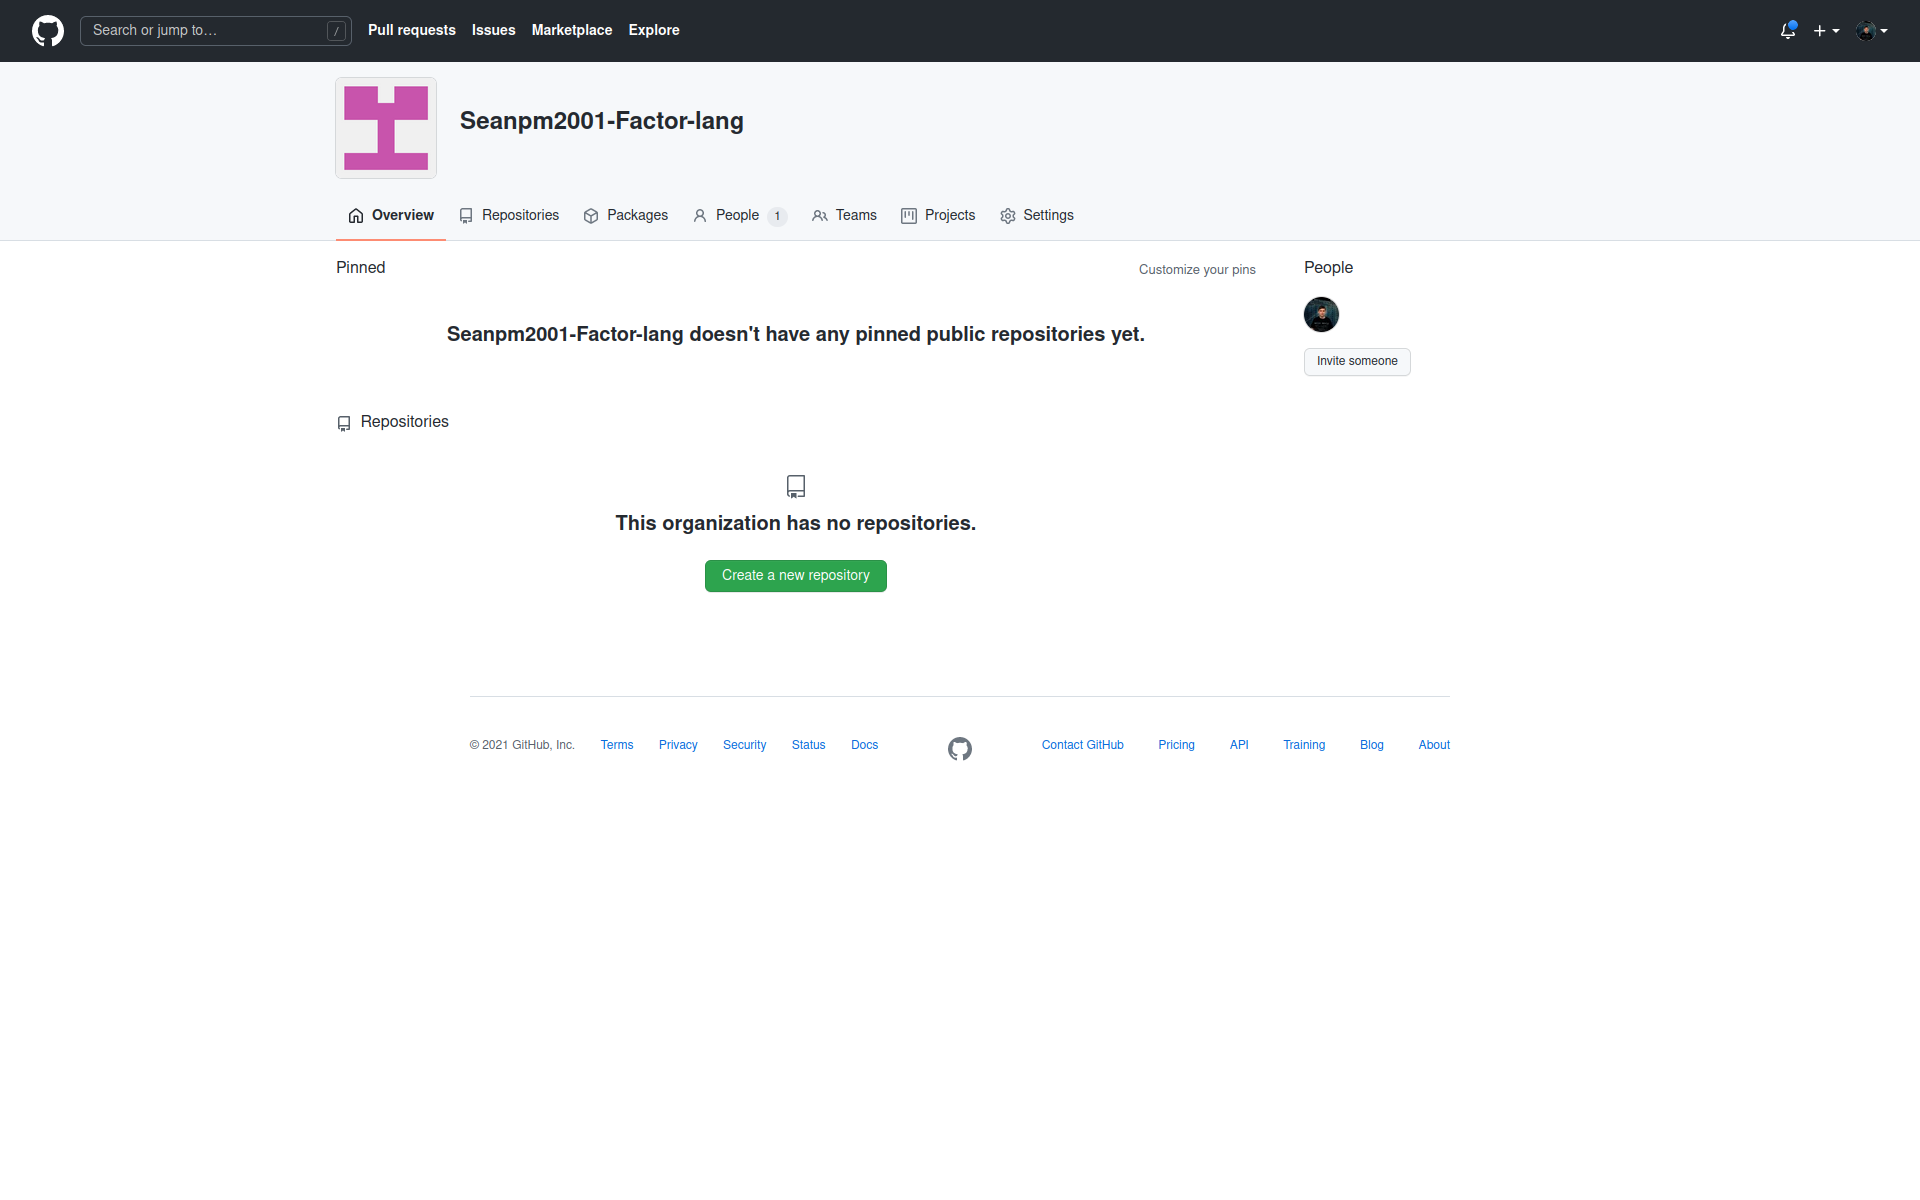 Search or jump to… /
Pull requests Issues Marketplace Explore
Seanpm2001-Factor-lang
Overview Repositories Packages People 1 Teams Projects Settings
Pinned
Customize your pins
People
Seanpm2001-Factor-lang doesn't have any pinned public repositories yet.
Invite someone
Repositories
This organization has no repositories.
Create a new repository
© 2021 GitHub, Inc. Terms Privacy Security Status Docs Contact GitHub Pricing API Training Blog About